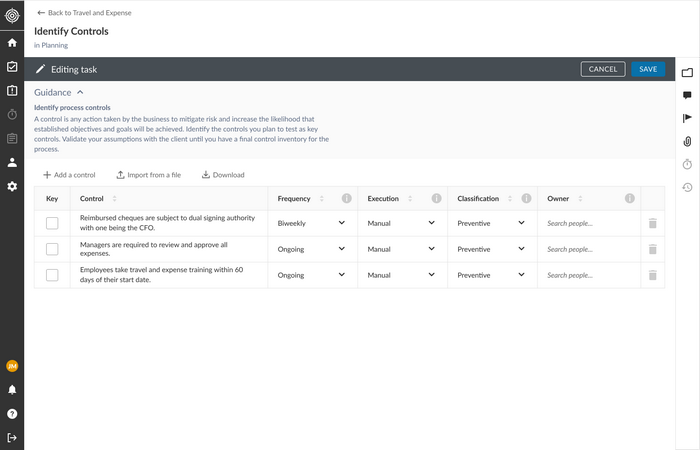 Back to Travel and Expense
Identify Controls
in Planning
Editing task
CANCEL
SAVE
Guidance
Identify process controls
A control is any action taken by the business to mitigate risk and increase the likelihood that
established objectives and goals will be achieved. Identify the controls you plan to test as key
controls. Validate your assumptions with the client until you have a final control inventory for the
process.
Add a control
Import from a file
Download
Key
Control
Frequency
Execution
Classification
Owner
Reimbursed cheques are subject to dual signing authority
with one being the CFO.
Biweekly
Manual
Preventive
Search people...
Managers are required to review and approve all
expenses.
Ongoing
Manual
Preventive
Search people...
Employees take travel and expense training within 60
days of their start date.
Ongoing
Manual
Preventive
Search people...
JM